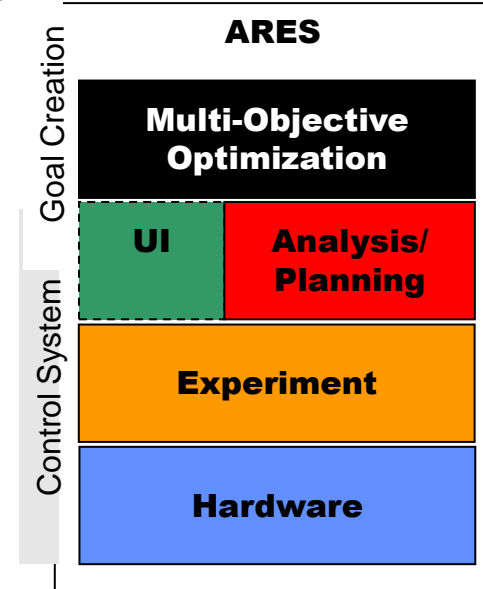 ARES
Goal Creation
Multi-Objective
Optimization
UI
Analysis/
Planning
Control System
Experiment
Hardware